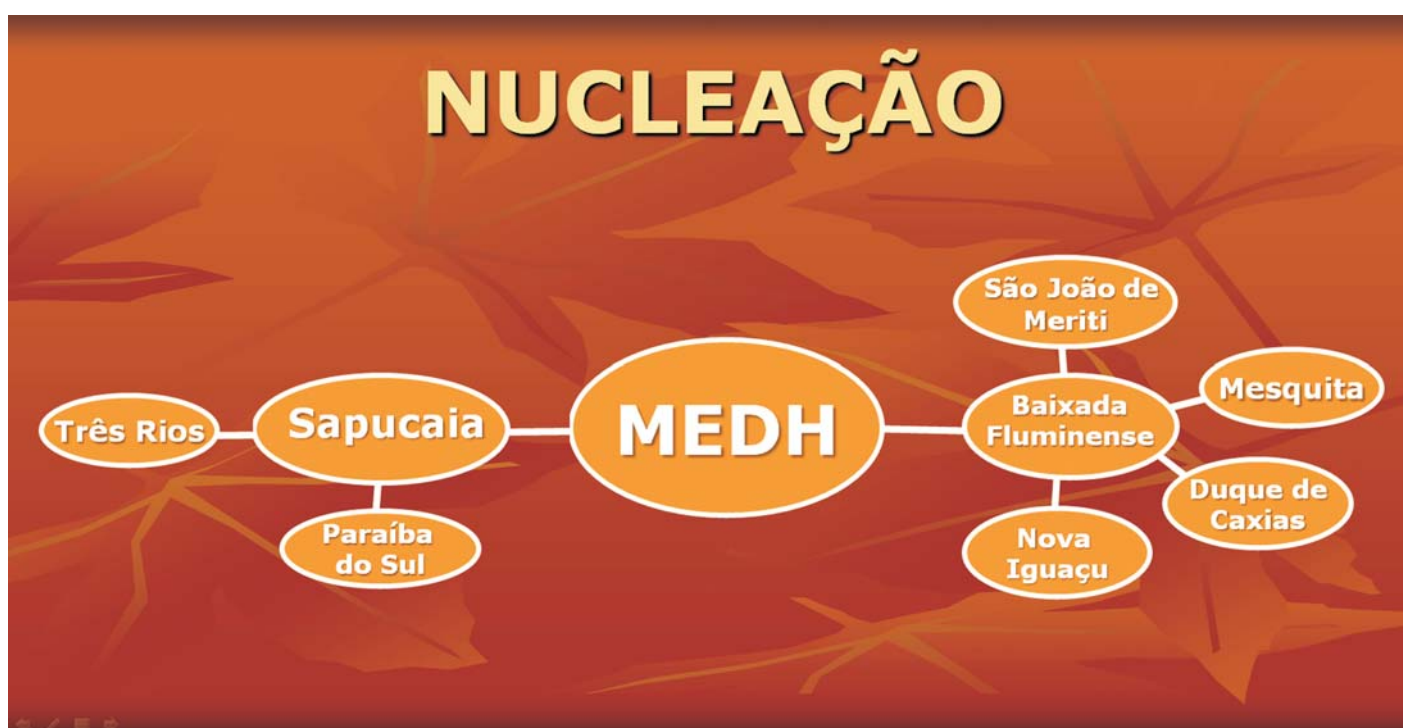 NUCLEAÇÃO
São João de
Meriti
Mesquita
Três Rios
Sapucaia
MEDH
Baixada
Fluminense
Duque de
Caxias
Paraíba
do Sul
Nova
Iguaçu